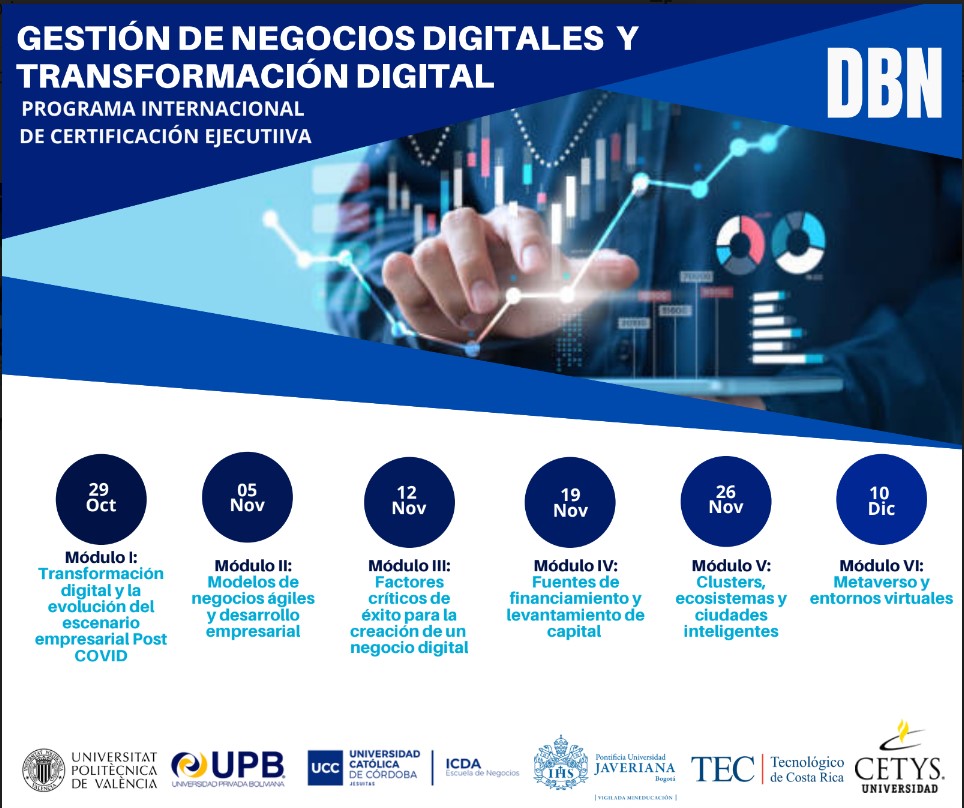 GESTIÓN DE NEGOCIOS DIGITALES Y
TRANSFORMACIÓN DIGITAL
PROGRAMA INTERNACIONAL
DE CERTIFICACIÓN EJECUTIIVA
DBN
29
Oct
Módulo I:
Transformación
digital y la
evolución del
escenario
empresarial Post
COVID
05
Nov
Módulo II:
Modelos de
negocios ágiles
y desarrollo
empresarial
12
Nov
Módulo III:
Factores
críticos de
éxito para la
creación de un
negocio digital
19
Nov
Módulo IV:
Fuentes de
financiamiento y
levantamiento de
capital
26
Nov
Módulo V:
Clusters,
ecosistemas y
ciudades
inteligentes
10
Dic
Módulo VI:
Metaverso y
entornos virtuales
UNIVERSITAT
POLITÈCNICA
DE VALÈNCIA
UPB
UNIVERSIDAD PRIVADA BOLIVIANA
UCC
UNIVERSIDAD
CATÓLICA
DE CÓRDOBA
JESUITAS
ICDA
Escuela de Negocios
IHS
Pontificia Universidad
JAVERIANA
Bogotá
| VIGILADA MINEDUCACIÓN |
TEC
Tecnológico
de Costa Rica
CETYS
UNIVERSIDAD